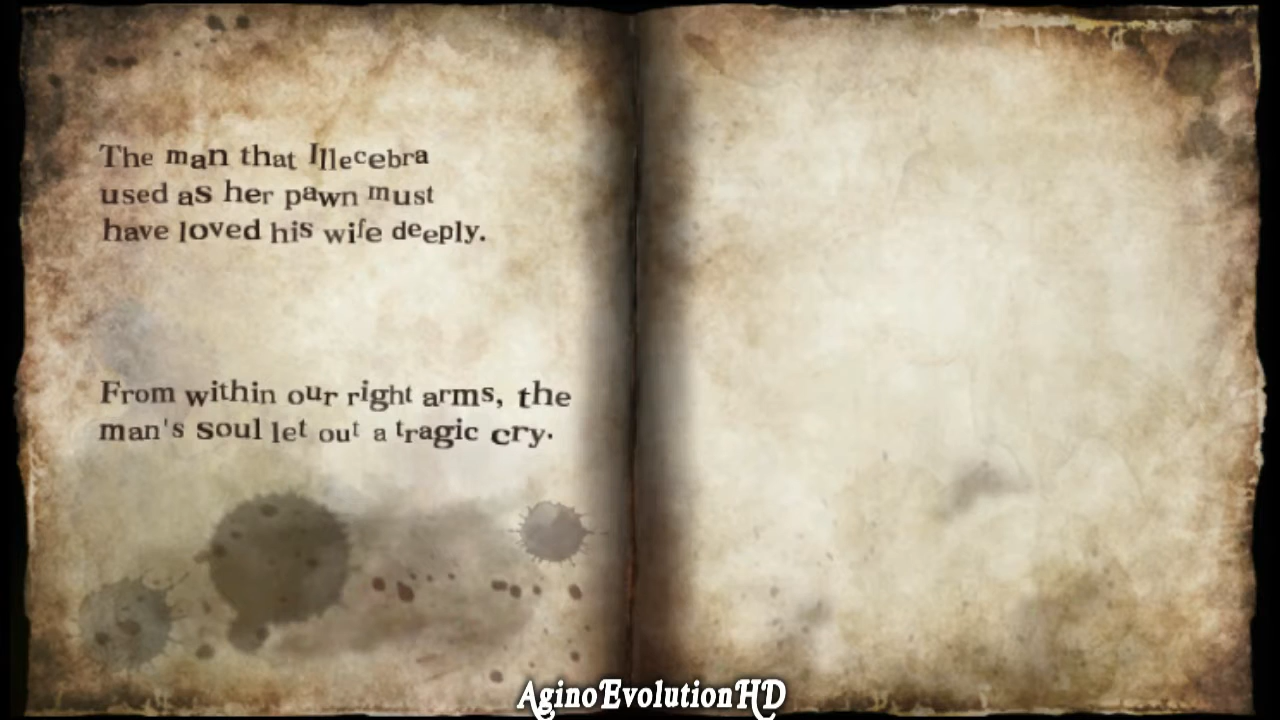 The man that Illecebra
used as her pawn must
have loved his wife deeply.
From within our right arms, the
man's soul let out a tragic cry.
AginoEvolutionHD